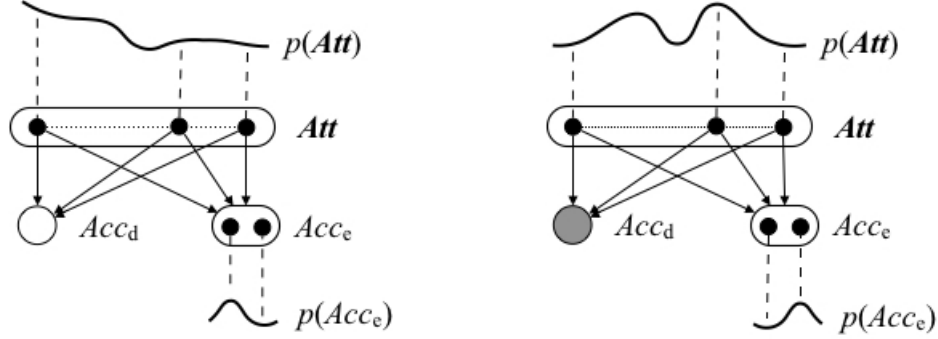 p(Att) p(Att)
Att Att
Acc_d Acc_e Acc_d Acc_e
p(Acc_e) p(Acc_e)